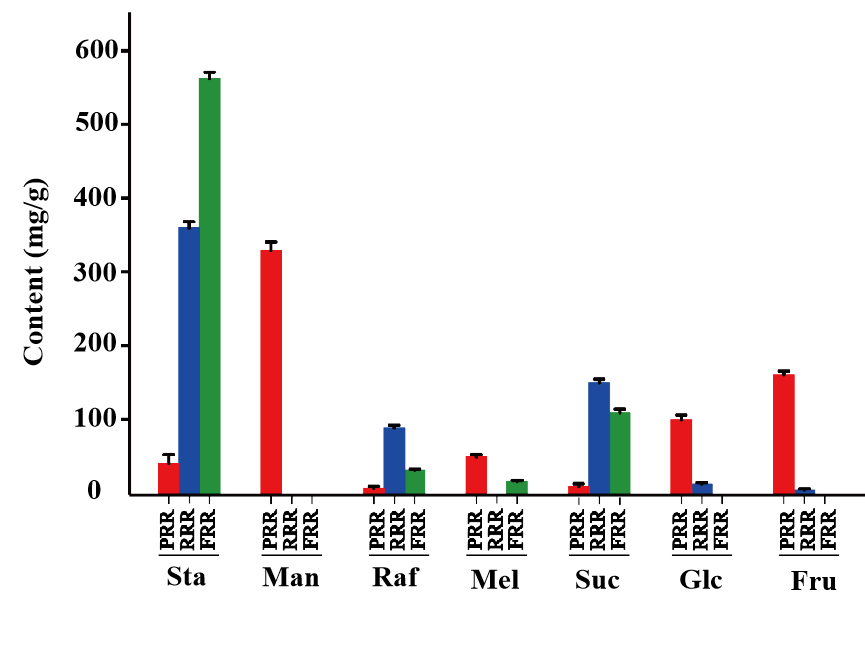 Content (mg/g)
600
500
400
300
200
100
0
PRR RRR FRR PRR RRR FRR PRR RRR FRR PRR RRR FRR PRR RRR FRR PRR RRR FRR PRR RRR FRR
Sta Man Raf Mel Suc Glc Fru